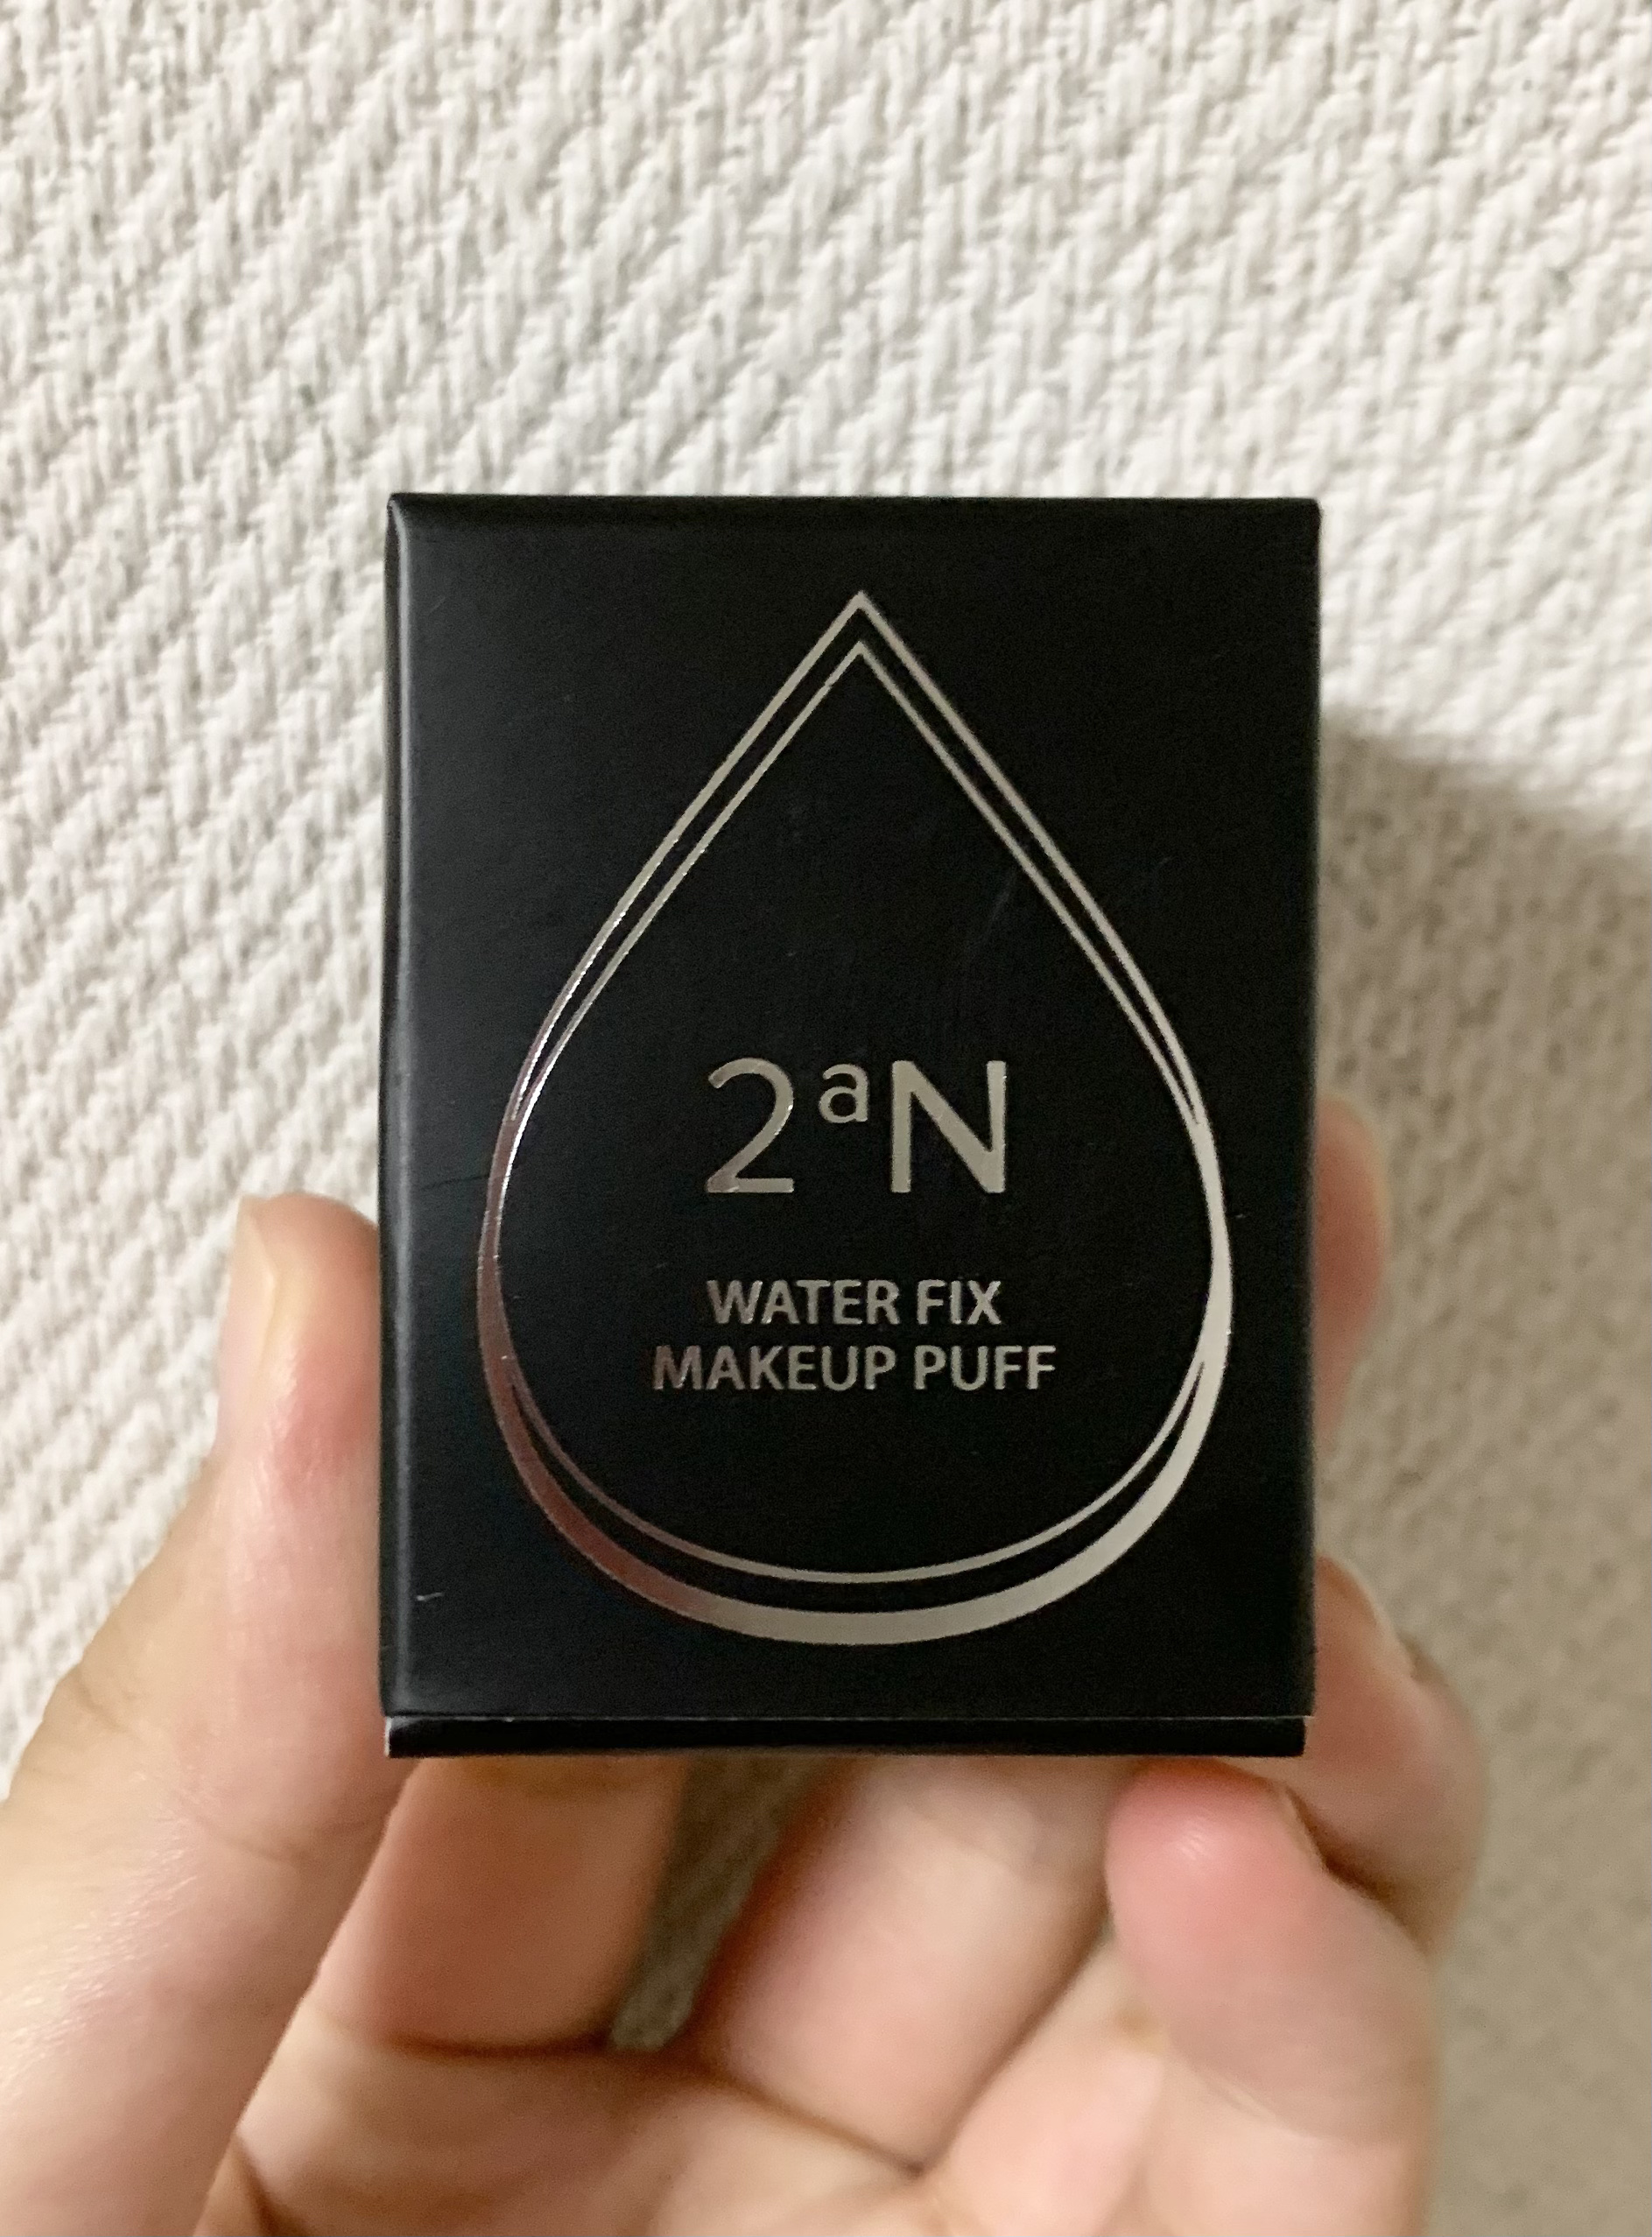 2aN
WATER FIX
MAKEUP PUFF